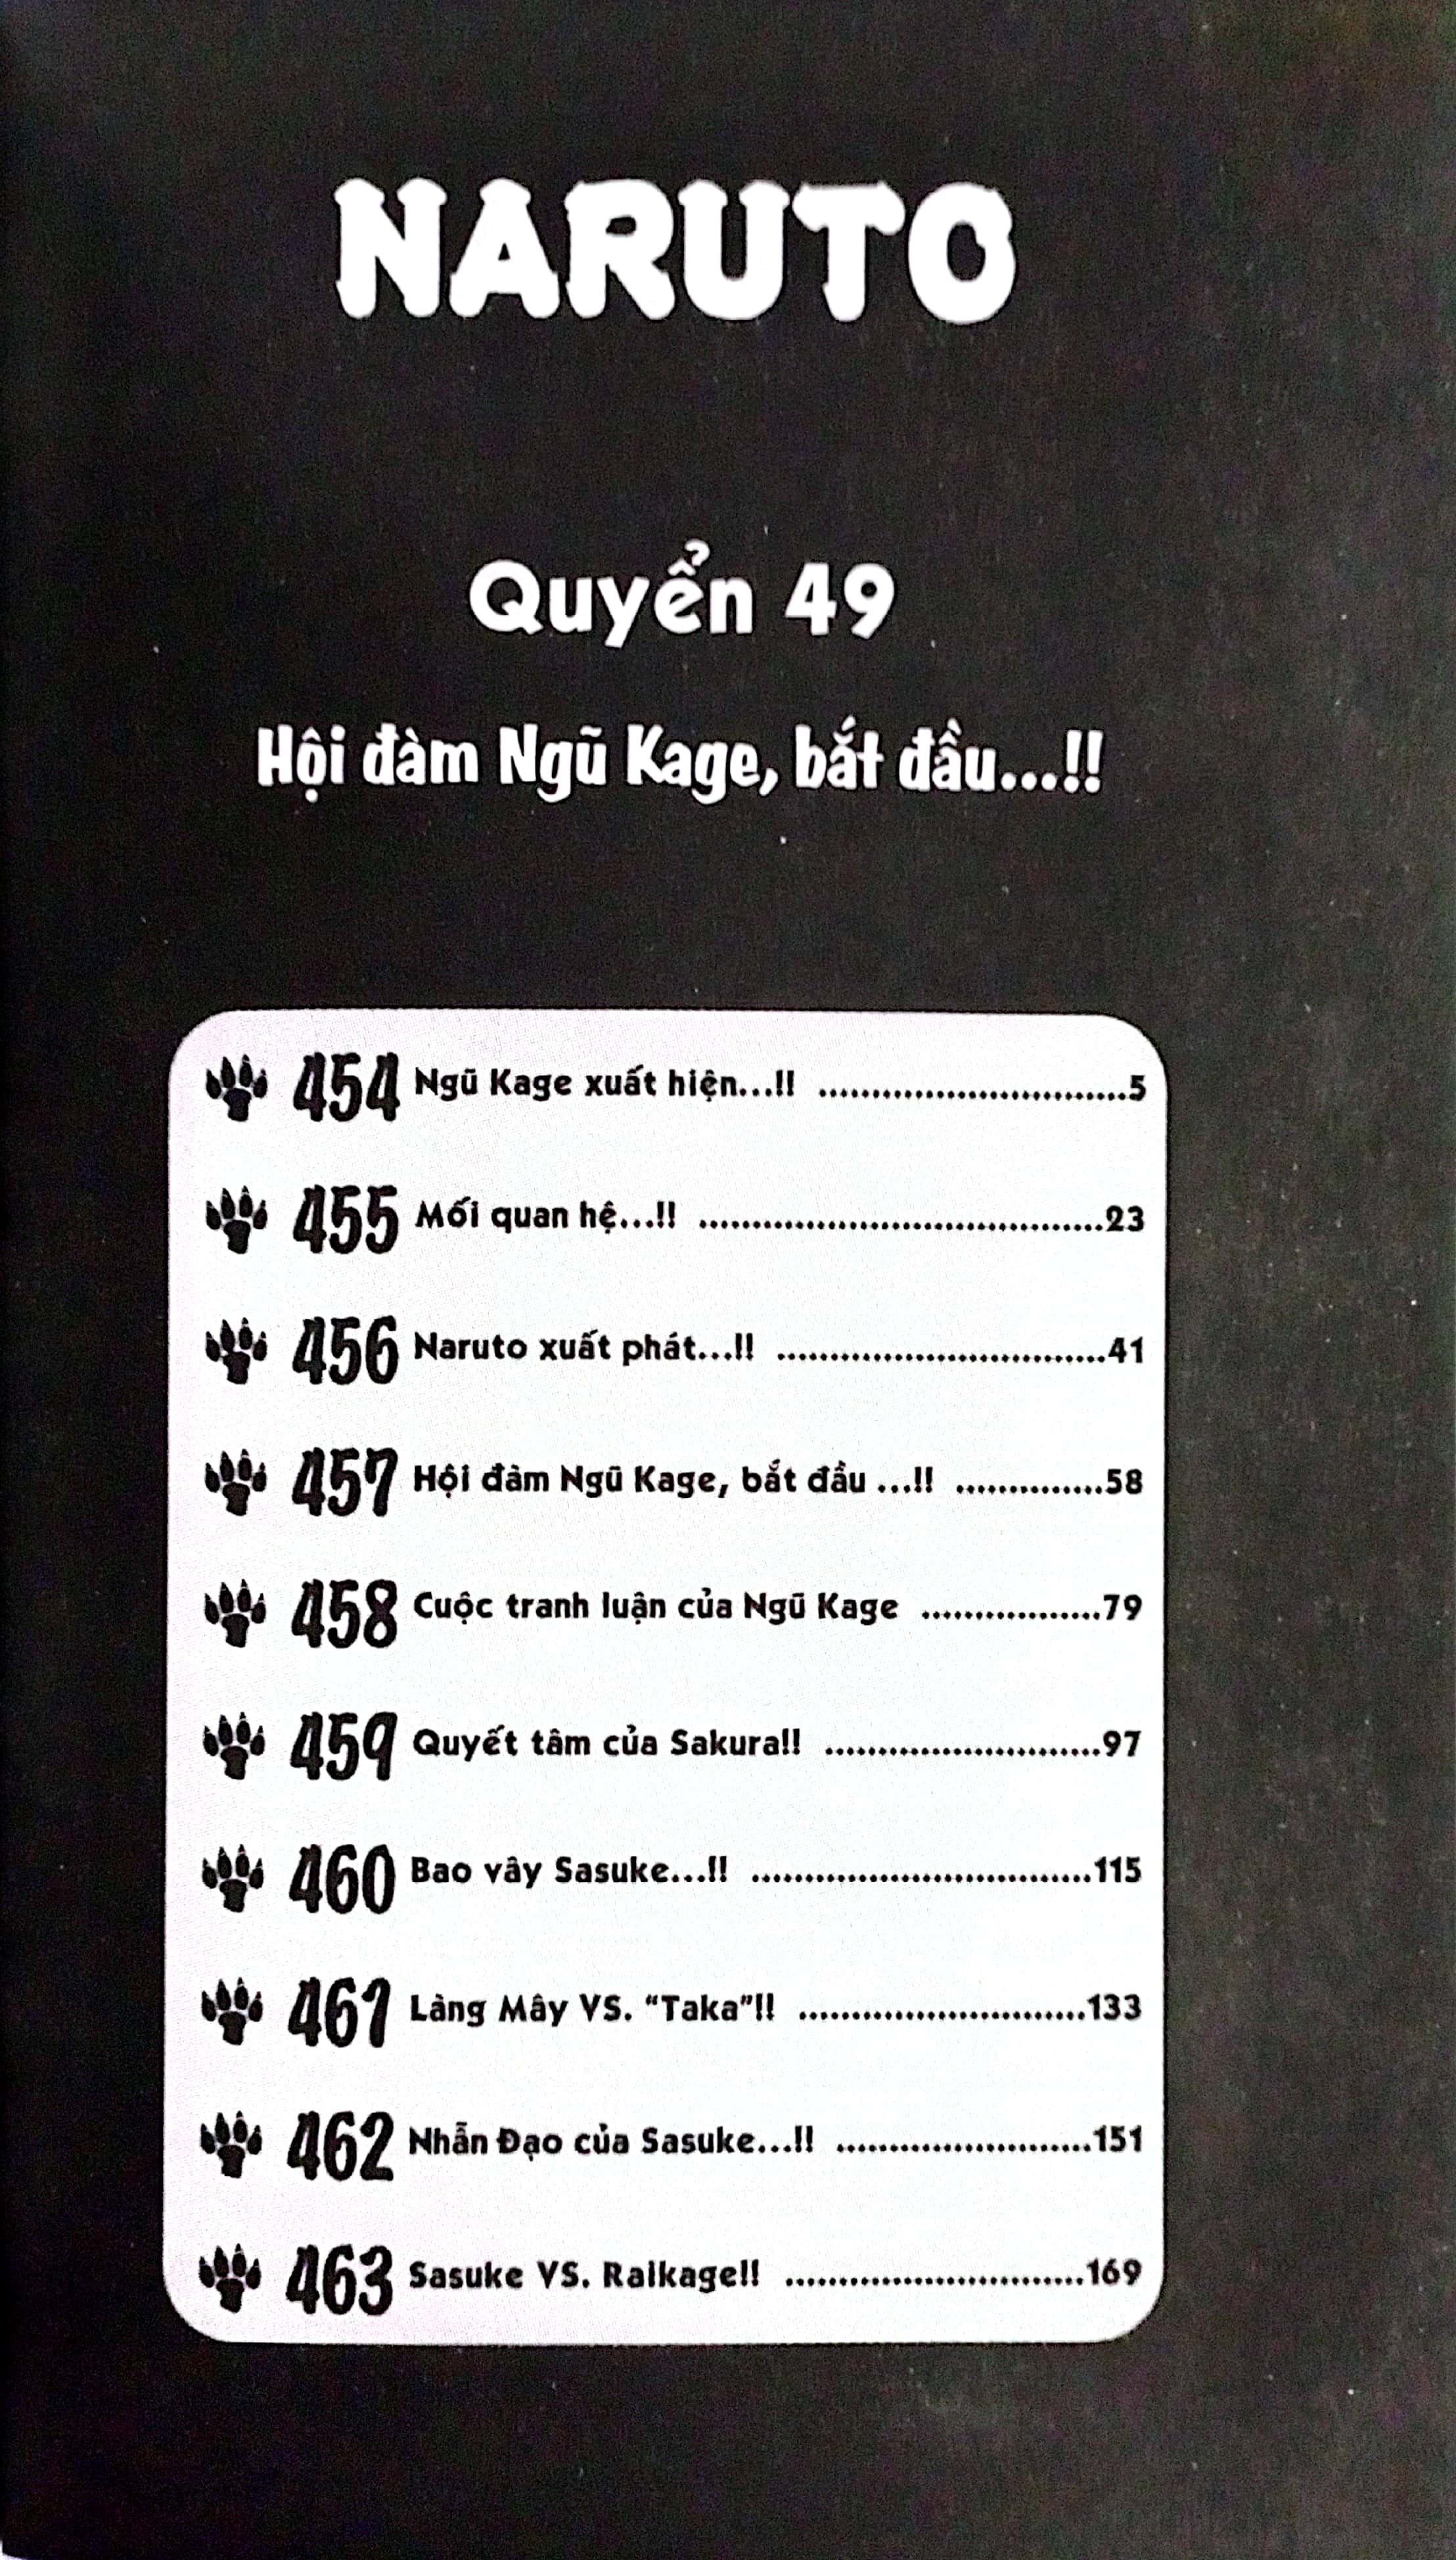 NARUTO
Quyển 49
Hội đàm Ngũ Kage, bắt đầu...!!
454 Ngũ Kage xuất hiện...!! ..............................5
455 Mối quan hệ...!! ......................................23
456 Naruto xuất phát...!! ...............................41
457 Hội đàm Ngũ Kage, bắt đầu ...!! ..............58
458 Cuộc tranh luận của Ngũ Kage .................79
459 Quyết tâm của Sakura!! ..........................97
460 Bao vây Sasuke...!! ................................115
461 Làng Mây VS. “Taka”!! ...........................133
462 Nhẫn Đạo của Sasuke...!! ........................151
463 Sasuke VS. Raikage!! ............................169